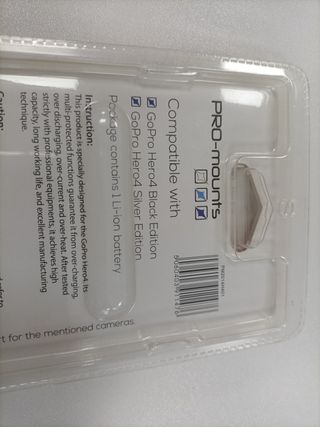 PRO-mounts
Compatible with
GoPro Hero4 Black Edition
GoPro Hero4 Silver Edition
Package contains 1 Li-ion battery
Instruction:
This product is specially designed for the GoPro Hero4. Its
multi-protected functions guarantee it from over-charging,
over discharging, over-current and over-heat. After tested
strictly with professional equipments, it achieves high
capacity, long working life, and excellent manufacturing
technique.
Caution:
t for the mentioned cameras.